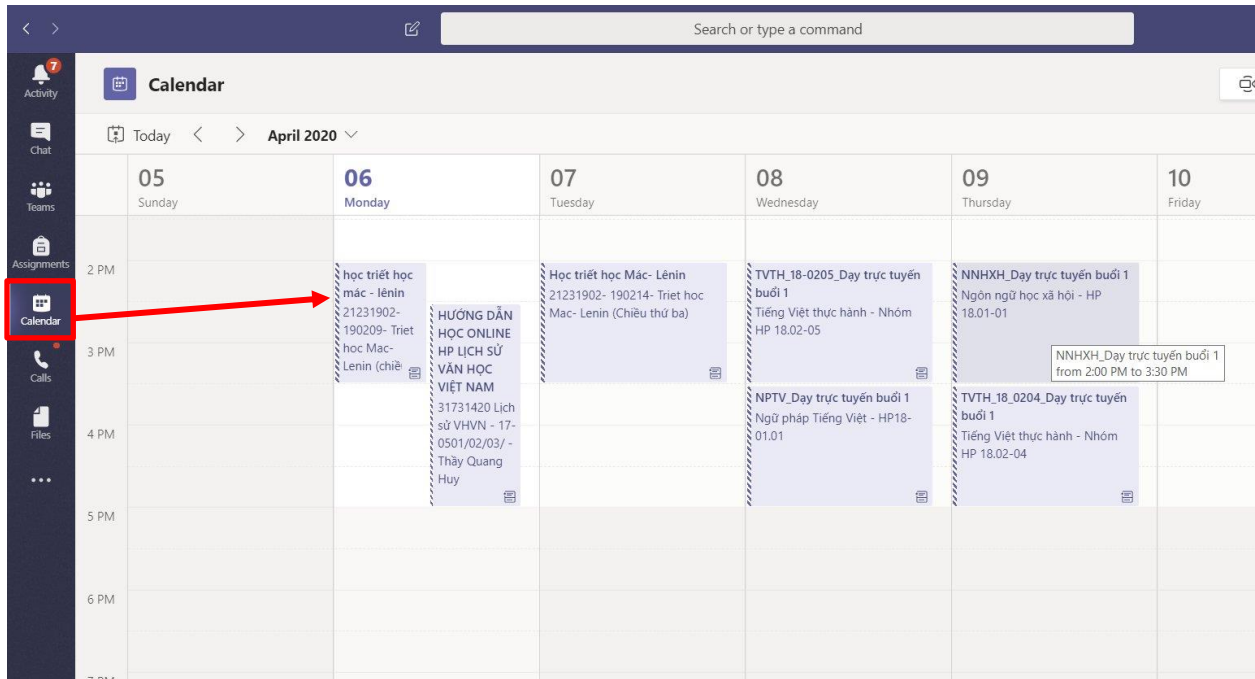 Search or type a command
7
Activity
Chat
Teams
Assignments
Calendar
Calls
Files
Calendar
Today
April 2020
05
Sunday
06
Monday
07
Tuesday
08
Wednesday
09
Thursday
10
Friday
2 PM
3 PM
4 PM
5 PM
6 PM
học triết học
mác - lênin
21231902-
190209- Triet
hoc Mac-
Lenin (chiề
HƯỚNG DẪN
HỌC ONLINE
HP LỊCH SỬ
VĂN HỌC
VIỆT NAM
31731420 Lịch
sử VHVN - 17-
0501/02/03/ -
Thầy Quang
Huy
Học triết học Mác- Lênin
21231902- 190214- Triet hoc
Mac- Lenin (Chiều thứ ba)
TVTH_18-0205_Dạy trực tuyến
buổi 1
Tiếng Việt thực hành - Nhóm
HP 18.02-05
NPTV_Dạy trực tuyến buổi 1
Ngữ pháp Tiếng Việt - HP18-
01.01
NNHXH_Dạy trực tuyến buổi 1
Ngôn ngữ học xã hội - HP
18.01-01
NNHXH_Dạy trực tuyến buổi 1
from 2:00 PM to 3:30 PM
TVTH_18_0204_Dạy trực tuyến
buổi 1
Tiếng Việt thực hành - Nhóm
HP 18.02-04